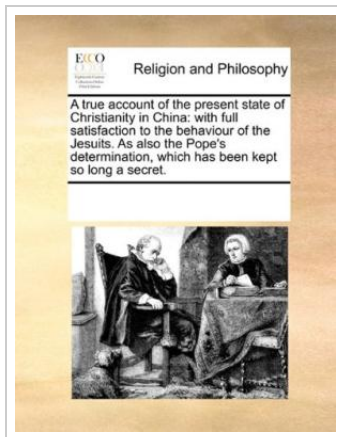 ECCO
Religion and Philosophy
A true account of the present state of
Christianity in China: with full
satisfaction to the behaviour of the
Jesuits. As also the Pope's
determination, which has been kept
so long a secret.